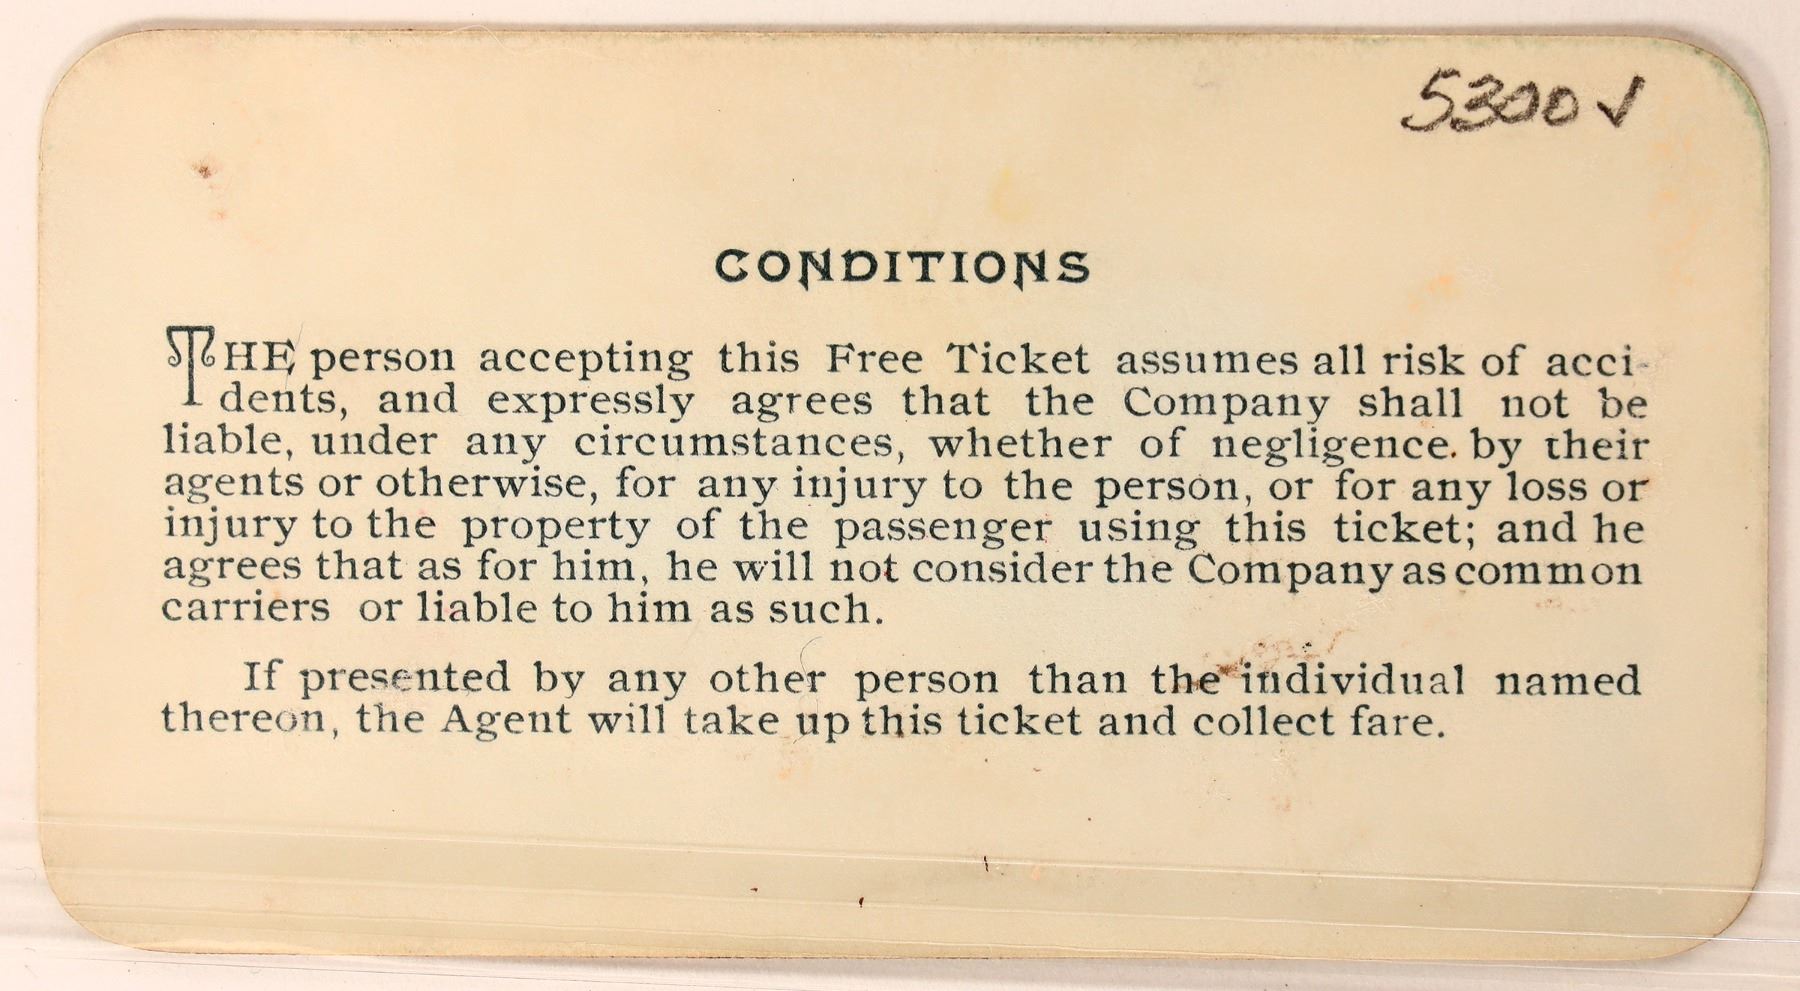 5300 ✓
CONDITIONS
THE person accepting this Free Ticket assumes all risk of acci-
dents, and expressly agrees that the Company shall not be
liable, under any circumstances, whether of negligence. by their
agents or otherwise, for any injury to the person, or for any loss or
injury to the property of the passenger using this ticket; and he
agrees that as for him, he will not consider the Company as common
carriers or liable to him as such.
If presented by any other person than the individual named
thereon, the Agent will take up this ticket and collect fare.